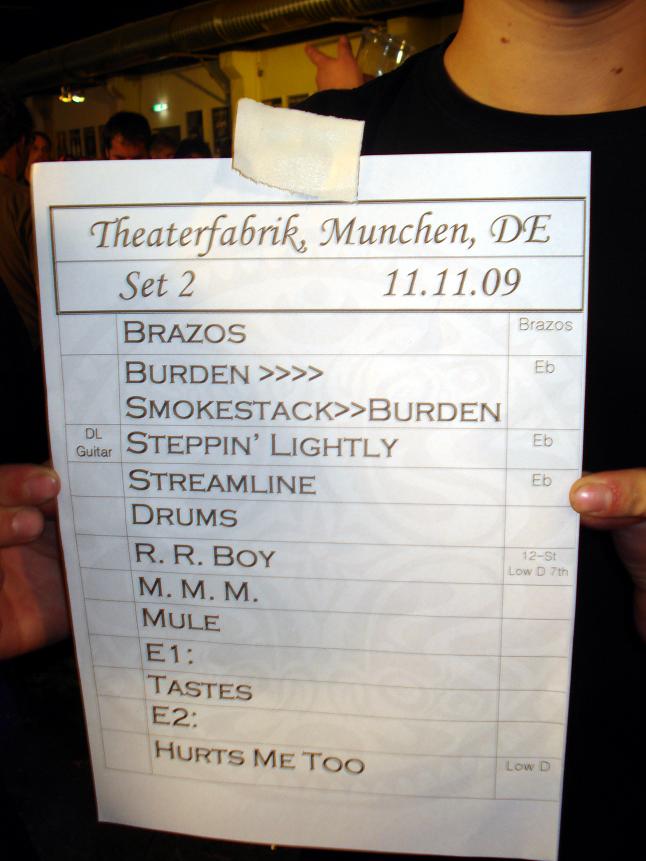 Theaterfabrik, Munchen, DE
Set 2 11.11.09
BRAZOS Brazos
BURDEN >>>> Eb
SMOKESTACK>>BURDEN
DL Guitar STEPPIN' LIGHTLY Eb
STREAMLINE Eb
DRUMS
R. R. BOY 12-St Low D 7th
M. M. M.
MULE
E1:
TASTES
E2:
HURTS ME TOO Low D